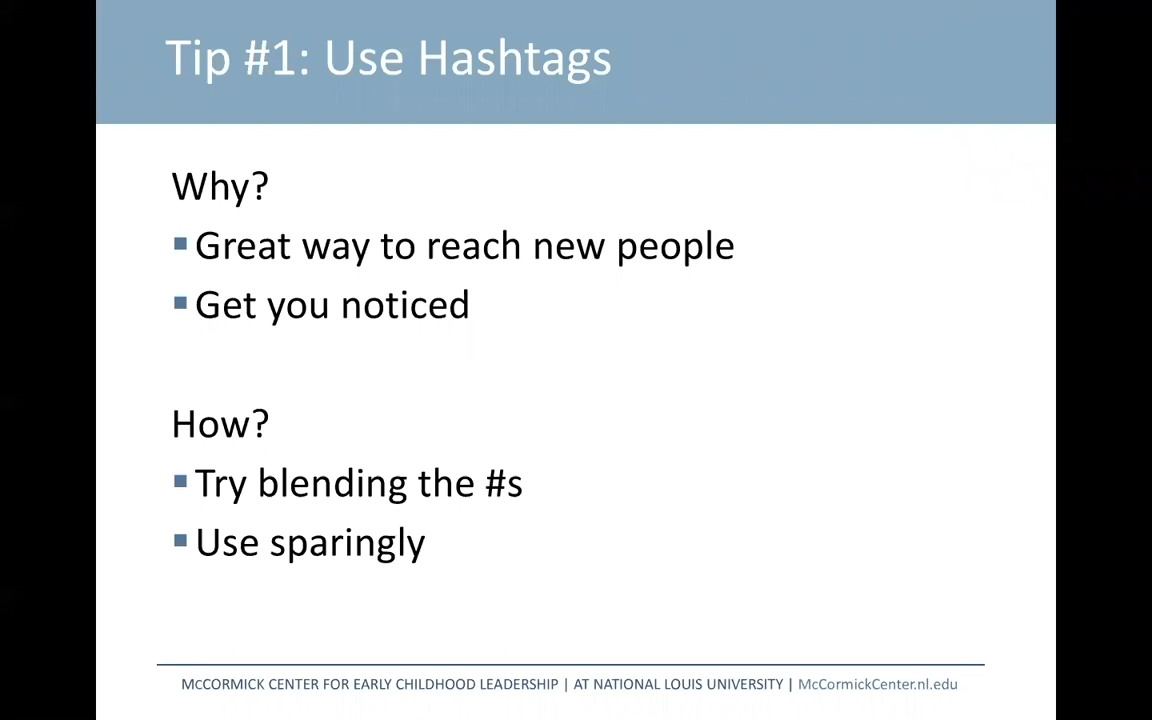 Tip #1: Use Hashtags
Why?
▪Great way to reach new people
▪Get you noticed
How?
▪Try blending the #s
▪Use sparingly
MCCORMICK CENTER FOR EARLY CHILDHOOD LEADERSHIP | AT NATIONAL LOUIS UNIVERSITY | McCormickCenter.nl.edu